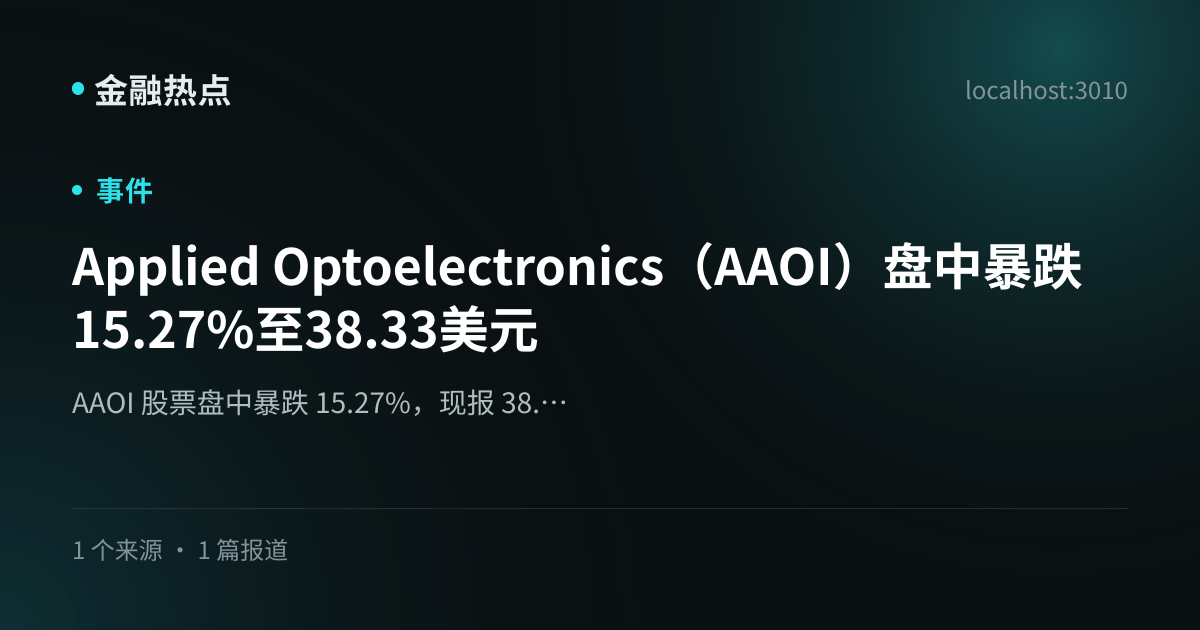 金融热点
localhost:3010
事件
Applied Optoelectronics（AAOI）盘中暴跌
15.27%至38.33美元
AAOI 股票盘中暴跌 15.27%，现报 38.…
1 个来源 · 1 篇报道